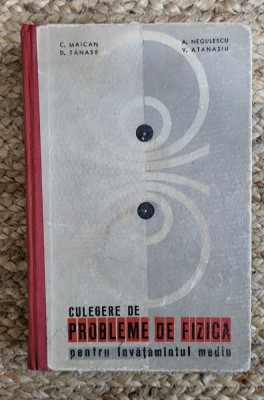 C. MAICAN
D. TĂNASE
A. NEGULESCU
V. ATANASIU
CULEGERE DE
PROBLEME DE FIZICĂ
pentru învățămîntul mediu